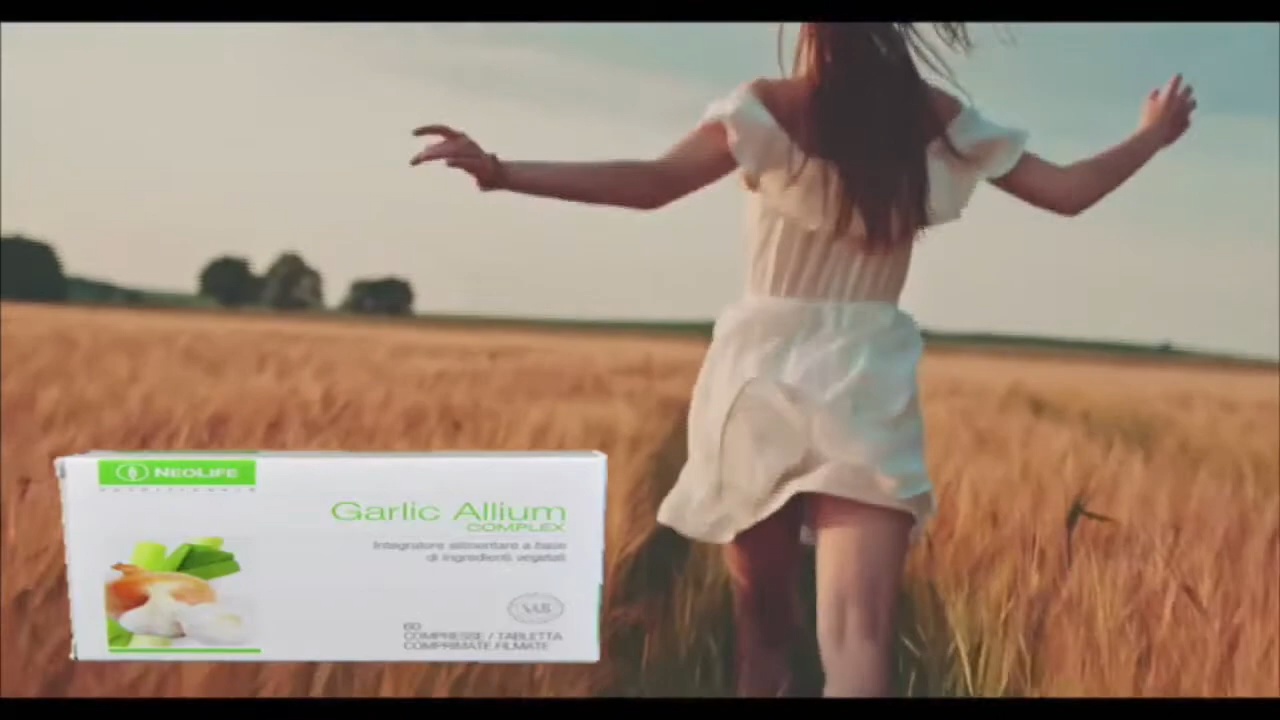 NEOLIFE
Garlic Allium
COMPLEX
Integratore alimentare a base
di ingredienti vegetali
60
COMPRESSE / TABLETTA
COMPRIMATE FILMATE